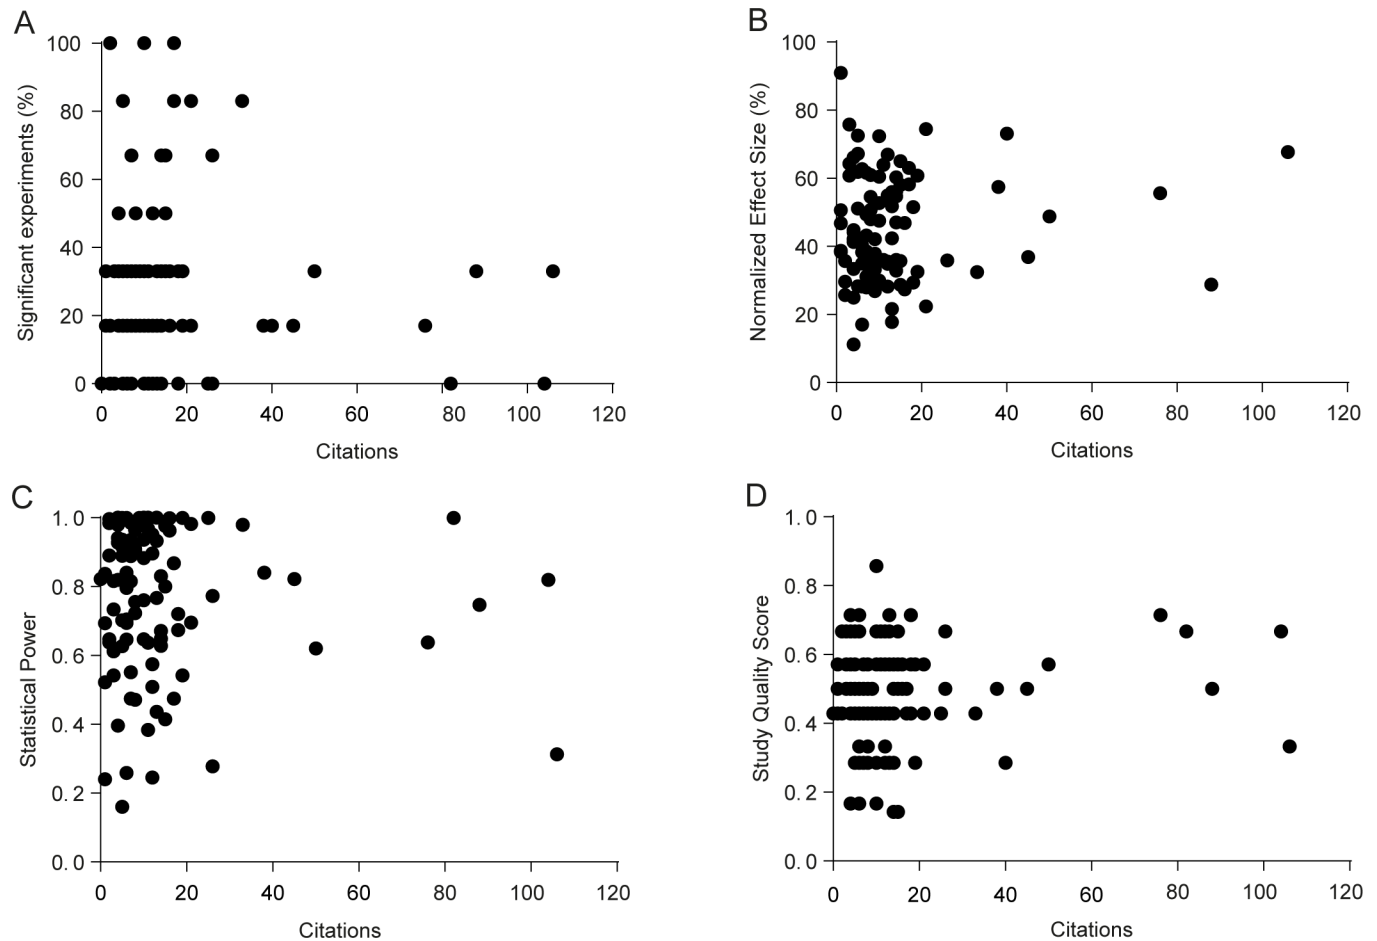 A
Significant experiments (%)
100
80
60
40
20
0
0 20 40 60 80 100 120
Citations
B
Normalized Effect Size (%)
100
80
60
40
20
0
0 20 40 60 80 100 120
Citations
C
Statistical Power
1.0
0.8
0.6
0.4
0.2
0.0
0 20 40 60 80 100 120
Citations
D
Study Quality Score
1.0
0.8
0.6
0.4
0.2
0.0
0 20 40 60 80 100 120
Citations